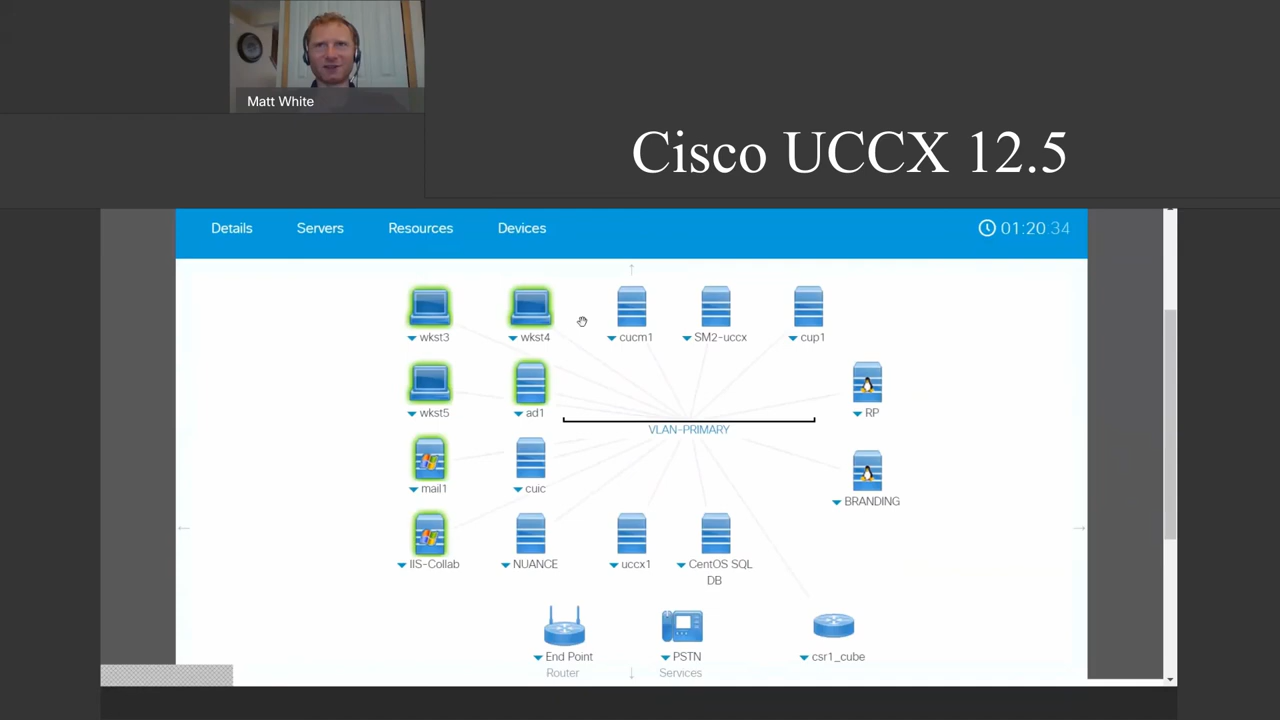 Matt White
Cisco UCCX 12.5
Details Servers Resources Devices 01:20:34
wkst3 wkst4 cucm1 SM2-uccx cup1
wkst5 ad1 RP
VLAN-PRIMARY
mail1 cuic BRANDING
IIS-Collab NUANCE uccx1 CentOS SQL
DB
End Point PSTN csr1_cube
Router Services